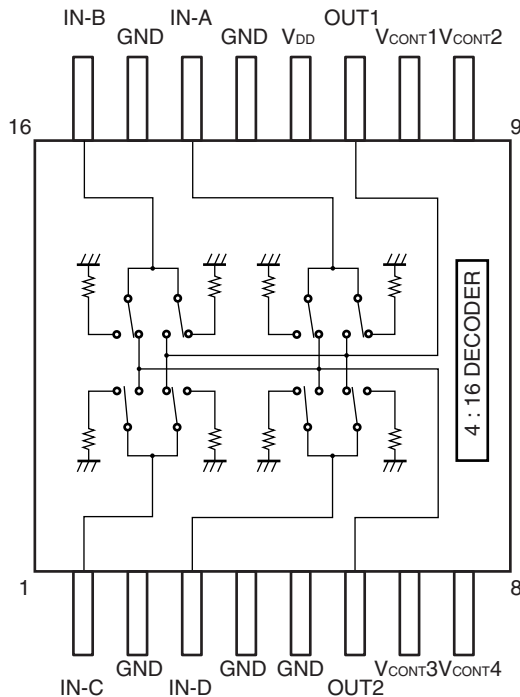 IN-B GND IN-A GND VDD OUT1 VCONT1 VCONT2
16 9
4 : 16 DECODER
1 8
IN-C GND IN-D GND GND OUT2 VCONT3 VCONT4